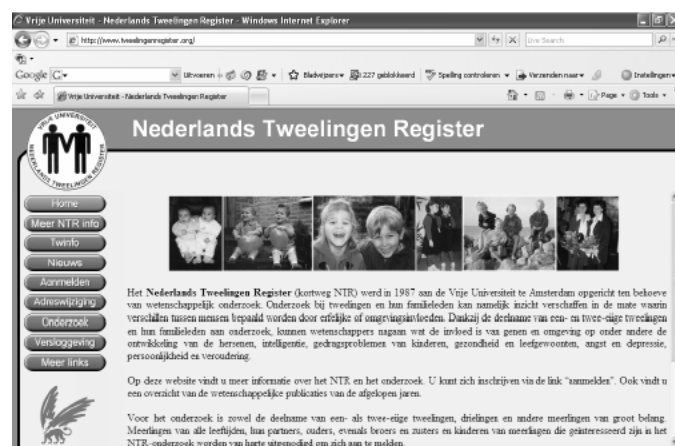 Vrije Universiteit - Nederlands Tweelingen Register - Windows Internet Explorer
http://www.tweelingenregister.org/
Live Search
Google G Uitvoeren Bladwijzers 227 geblokkeerd Spelling controleren Verzenden naar Instellingen
Vrije Universiteit - Nederlands Tweelingen Register Page Tools
VRIJE UNIVERSITEIT
NEDERLANDS TWEELINGEN REGISTER
Nederlands Tweelingen Register
Home
Meer NTR info
Twinfo
Nieuws
Aanmelden
Adreswijziging
Onderzoek
Verslaggeving
Meer links
Het Nederlands Tweelingen Register (kortweg NTR) werd in 1987 aan de Vrije Universiteit te Amsterdam opgericht ten behoeve
van wetenschappelijk onderzoek. Onderzoek bij tweelingen en hun familieleden kan namelijk inzicht verschaffen in de mate waarin
verschillen tussen mensen bepaald worden door erfelijke of omgevingsinvloeden. Dankzij de deelname van een- en twee-eiige tweelingen
en hun familieleden aan onderzoek, kunnen wetenschappers nagaan wat de invloed is van genen en omgeving op onder andere de
ontwikkeling van de hersenen, intelligentie, gedragsproblemen van kinderen, gezondheid en leefgewoonten, angst en depressie,
persoonlijkheid en veroudering.
Op deze website vindt u meer informatie over het NTR en het onderzoek. U kunt zich inschrijven via de link "aanmelden". Ook vindt u
een overzicht van de wetenschappelijke publicaties van de afgelopen jaren.
Voor het onderzoek is zowel de deelname van een- als twee-eiige tweelingen, drielingen en andere meerlingen van groot belang.
Meerlingen van alle leeftijden, hun partners, ouders, evenals broers en zusters en kinderen van meerlingen die geïnteresseerd zijn in het
NTR-onderzoek worden van harte uitgenodigd om zich aan te melden.